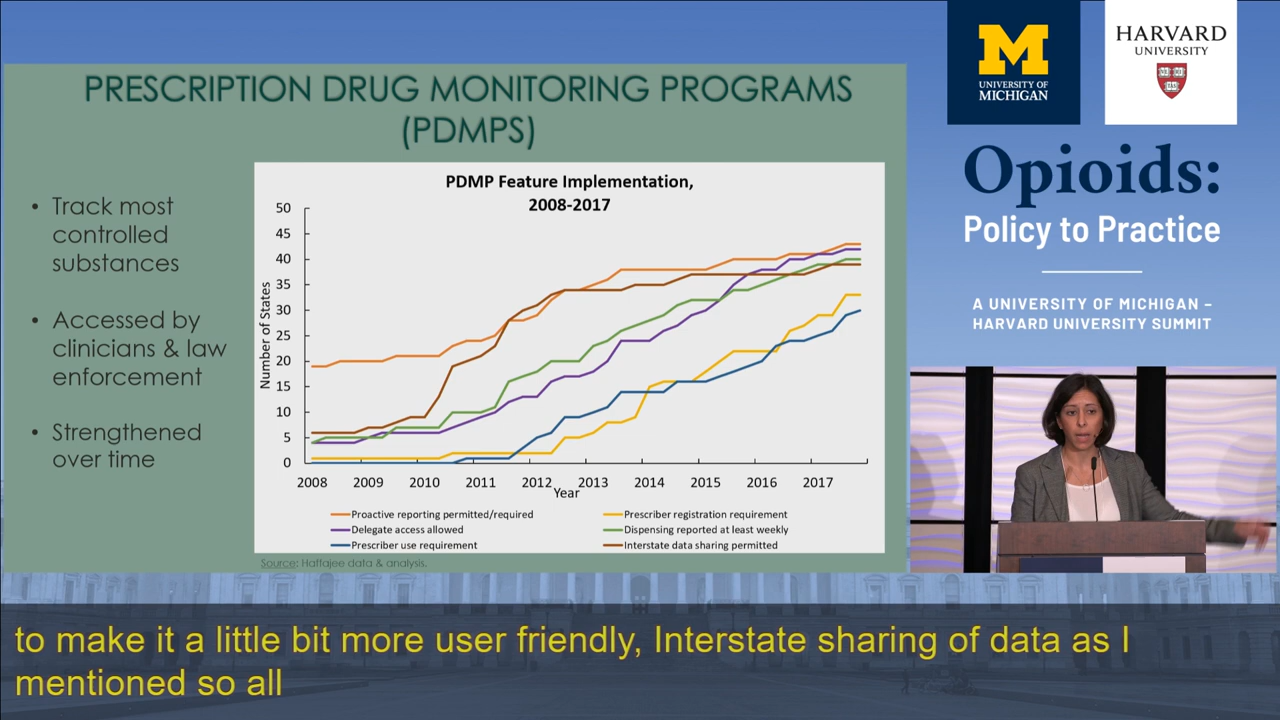 PRESCRIPTION DRUG MONITORING PROGRAMS
(PDMPS)
• Track most
controlled
substances
• Accessed by
clinicians & law
enforcement
• Strengthened
over time
PDMP Feature Implementation,
2008-2017
Number of States
50
45
40
35
30
25
20
15
10
5
0
2008 2009 2010 2011 2012 2013 2014 2015 2016 2017
Year
Proactive reporting permitted/required
Prescriber registration requirement
Delegate access allowed
Dispensing reported at least weekly
Prescriber use requirement
Interstate data sharing permitted
Source: Haffajee data & analysis.
M
UNIVERSITY OF
MICHIGAN
HARVARD
UNIVERSITY
Opioids:
Policy to Practice
A UNIVERSITY OF MICHIGAN –
HARVARD UNIVERSITY SUMMIT
to make it a little bit more user friendly, Interstate sharing of data as I
mentioned so all